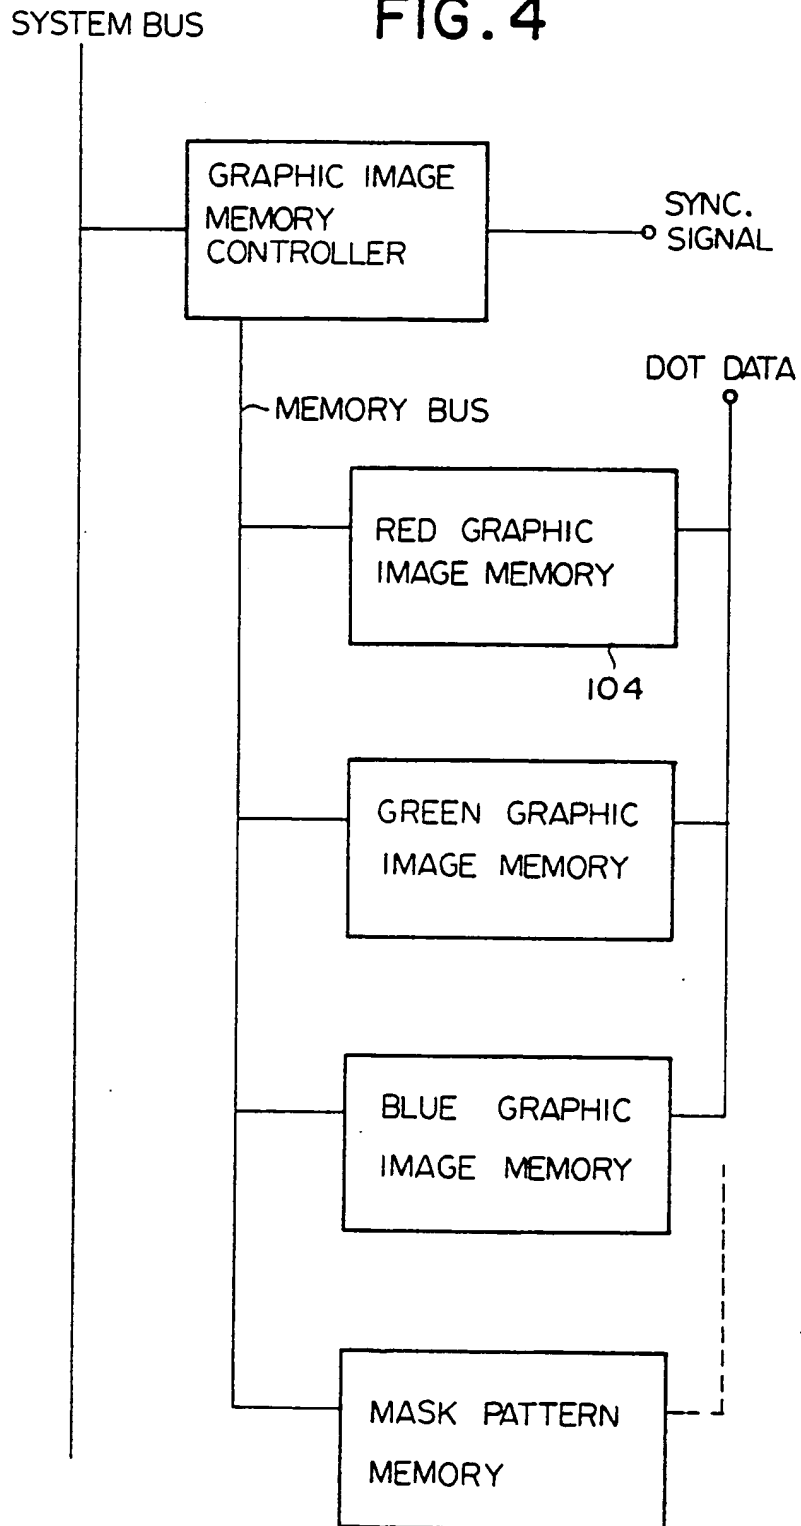 SYSTEM BUS
FIG. 4
GRAPHIC IMAGE
MEMORY
CONTROLLER
SYNC.
SIGNAL
DOT DATA
MEMORY BUS
RED GRAPHIC
IMAGE MEMORY
104
GREEN GRAPHIC
IMAGE MEMORY
BLUE GRAPHIC
IMAGE MEMORY
MASK PATTERN
MEMORY